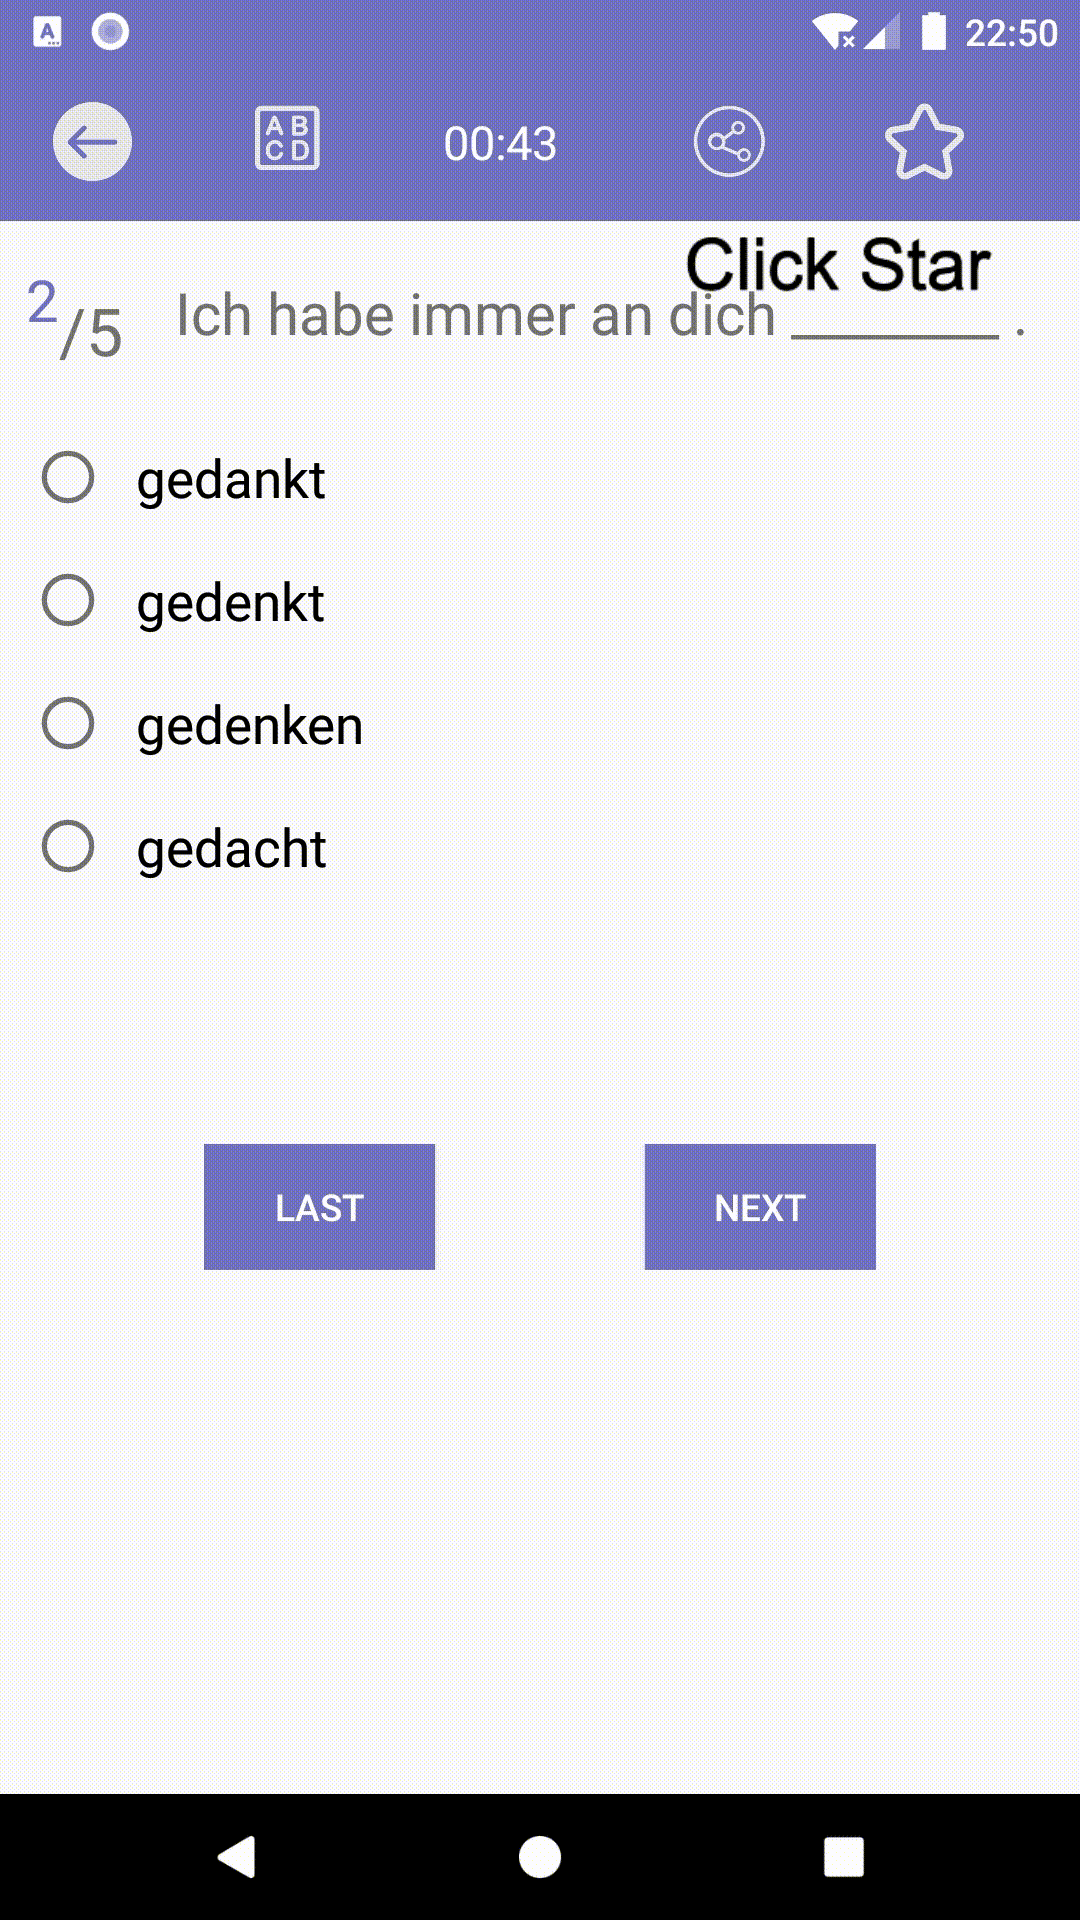 A
22:50
A B
C D
00:43
Click Star
2/5
Ich habe immer an dich ________ .
gedankt
gedenkt
gedenken
gedacht
LAST
NEXT